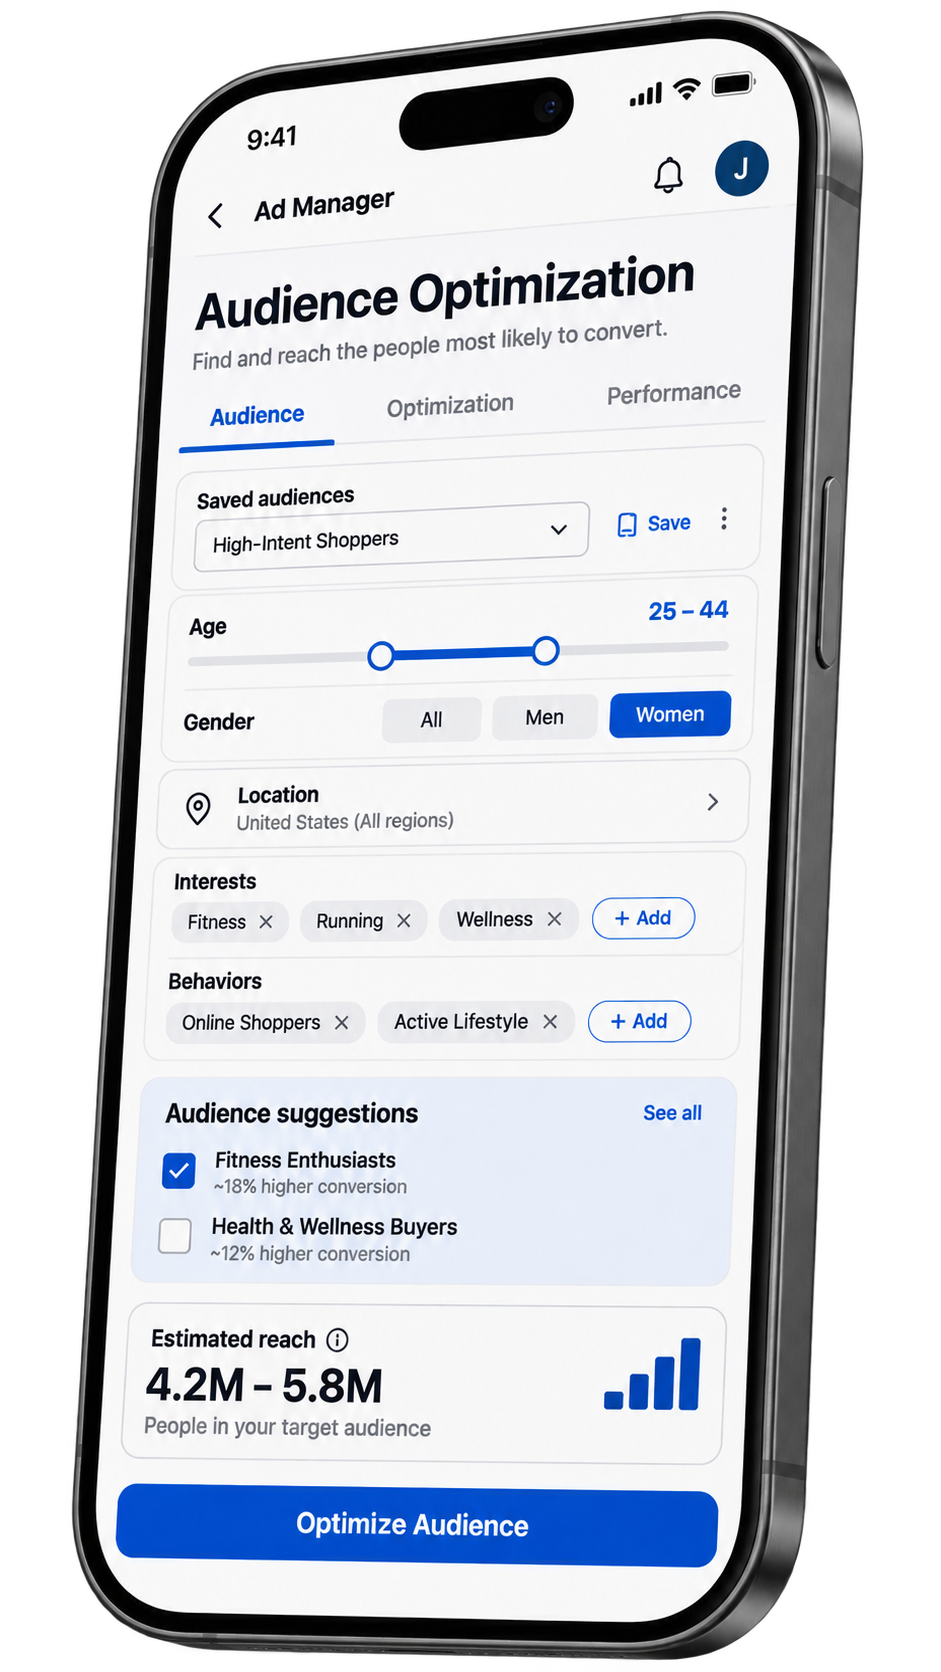 9:41
Ad Manager
J
Audience Optimization
Find and reach the people most likely to convert.
Audience Optimization Performance
Saved audiences
High-Intent Shoppers
Save
Age
25 – 44
Gender
All Men Women
Location
United States (All regions)
Interests
Fitness × Running × Wellness × + Add
Behaviors
Online Shoppers × Active Lifestyle × + Add
Audience suggestions
See all
Fitness Enthusiasts
~18% higher conversion
Health & Wellness Buyers
~12% higher conversion
Estimated reach
4.2M – 5.8M
People in your target audience
Optimize Audience